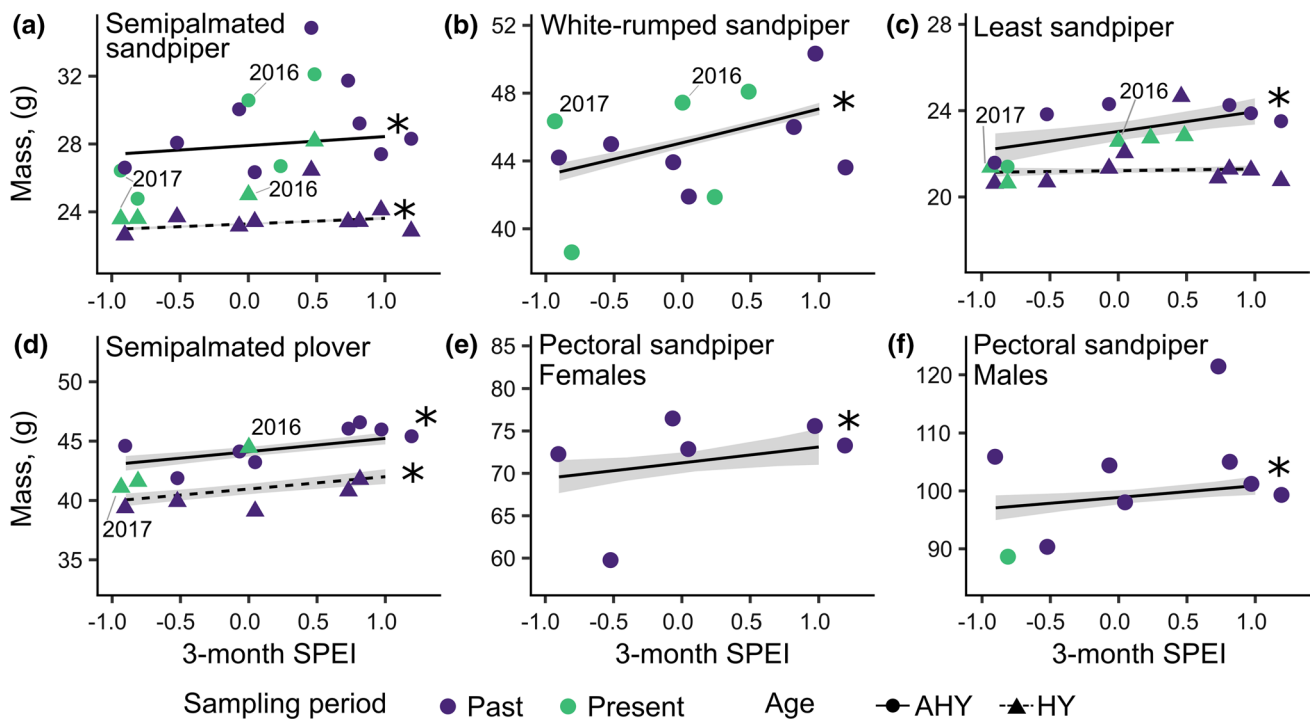 (a) Semipalmated
sandpiper
32
28
24
Mass, (g)
2016
2017
2016
*
*
-1.0 -0.5 0.0 0.5 1.0
(b) White-rumped sandpiper
52
48
44
40
2017
2016
*
-1.0 -0.5 0.0 0.5 1.0
(c) Least sandpiper
28
24
20
2017
2016
*
-1.0 -0.5 0.0 0.5 1.0
(d) Semipalmated plover
50
45
40
35
Mass, (g)
2016
2017
*
*
-1.0 -0.5 0.0 0.5 1.0
3-month SPEI
(e) Pectoral sandpiper
Females
85
80
75
70
65
60
*
-1.0 -0.5 0.0 0.5 1.0
3-month SPEI
(f) Pectoral sandpiper
Males
120
110
100
90
*
-1.0 -0.5 0.0 0.5 1.0
3-month SPEI
Sampling period Past Present Age AHY HY